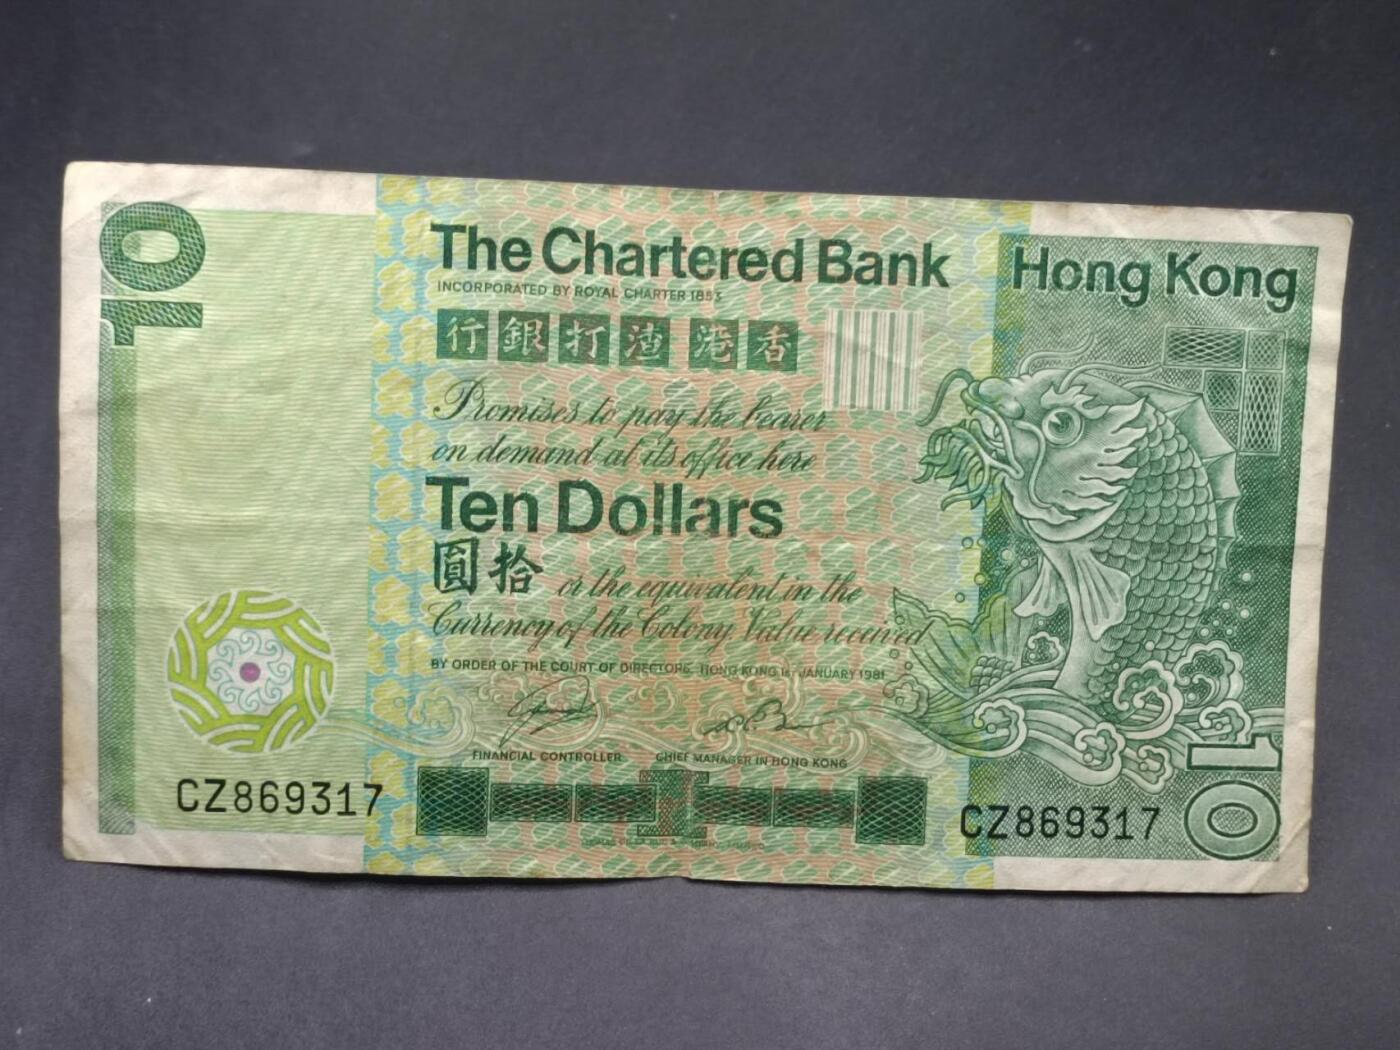 10
The Chartered Bank
INCORPORATED BY ROYAL CHARTER 1853
行銀打渣港香
Promises to pay the bearer
on demand at its office here
Ten Dollars
圓拾 or the equivalent in the
Currency of the Colony Value received
BY ORDER OF THE COURT OF DIRECTORS, HONG KONG 1st JANUARY 1981
FINANCIAL CONTROLLER
CHIEF MANAGER IN HONG KONG
CZ869317
Hong Kong
CZ869317
10